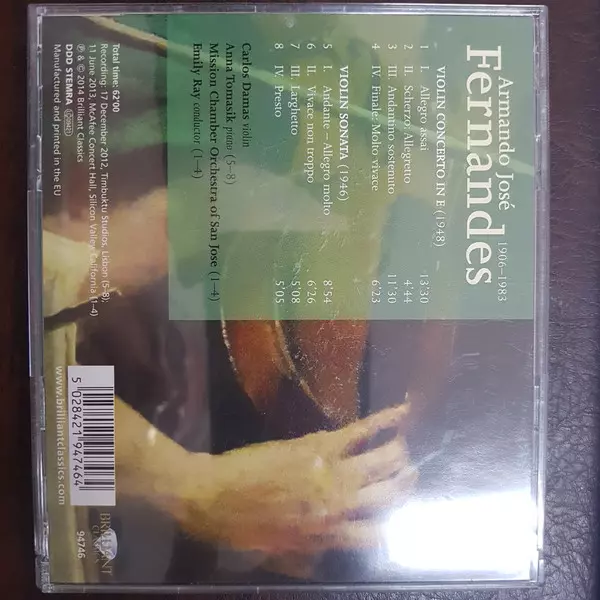 Armando José
Fernandes 1906–1983
VIOLIN CONCERTO IN E (1948)
1 I. Allegro assai 13'30
2 II. Scherzo: Allegretto 4'44
3 III. Andantino sostenuto 11'30
4 IV. Finale: Molto vivace 6'23
VIOLIN SONATA (1946)
5 I. Andante – Allegro molto 8'54
6 II. Vivace non troppo 6'26
7 III. Larghetto 5'08
8 IV. Presto 5'05
Carlos Damas violin
Anna Tomasik piano (5–8)
Mission Chamber Orchestra of San Jose (1–4)
Emily Ray conductor (1–4)
Total time: 62'00
Recording: 17 December 2012, Timbuktu Studios, Lisbon (5–8);
11 June 2013, McAfee Concert Hall, Silicon Valley, California (1–4)
℗ & © 2014 Brilliant Classics
DDD STEMRA
Manufactured and printed in the EU
www.brilliantclassics.com
5 028421 947464
BRILLIANT
CLASSICS
94746